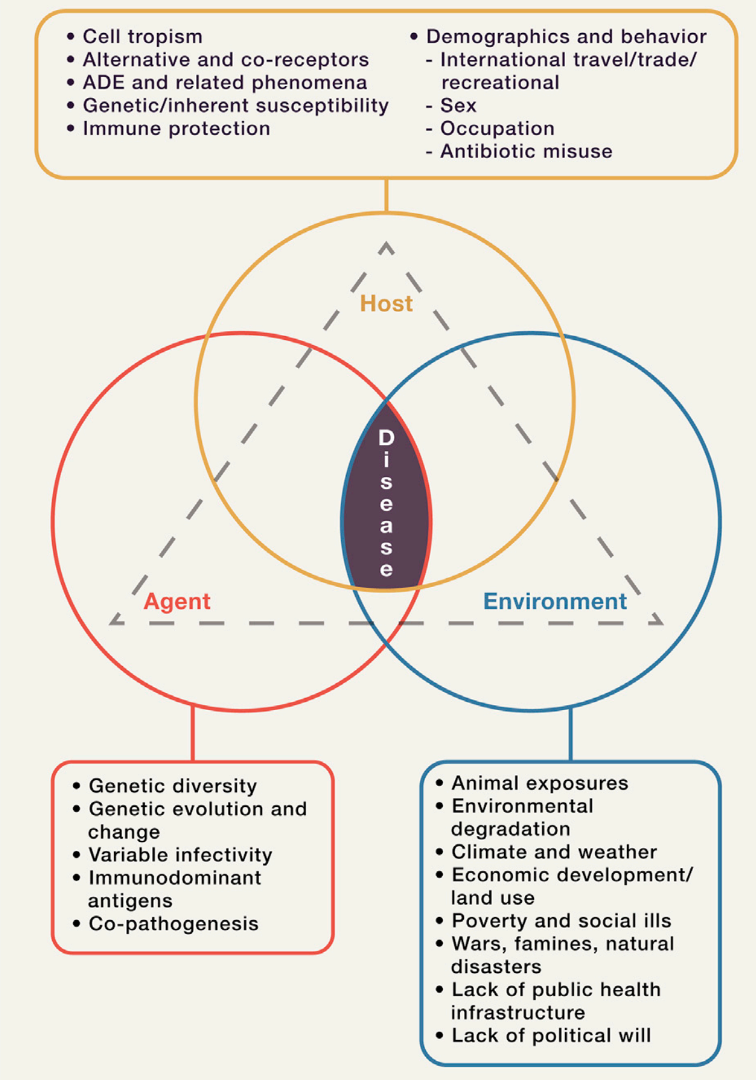 • Cell tropism
• Alternative and co-receptors
• ADE and related phenomena
• Genetic/inherent susceptibility
• Immune protection
• Demographics and behavior
- International travel/trade/
recreational
- Sex
- Occupation
- Antibiotic misuse
Host
Disease
Agent
Environment
• Genetic diversity
• Genetic evolution and
change
• Variable infectivity
• Immunodominant
antigens
• Co-pathogenesis
• Animal exposures
• Environmental
degradation
• Climate and weather
• Economic development/
land use
• Poverty and social ills
• Wars, famines, natural
disasters
• Lack of public health
infrastructure
• Lack of political will